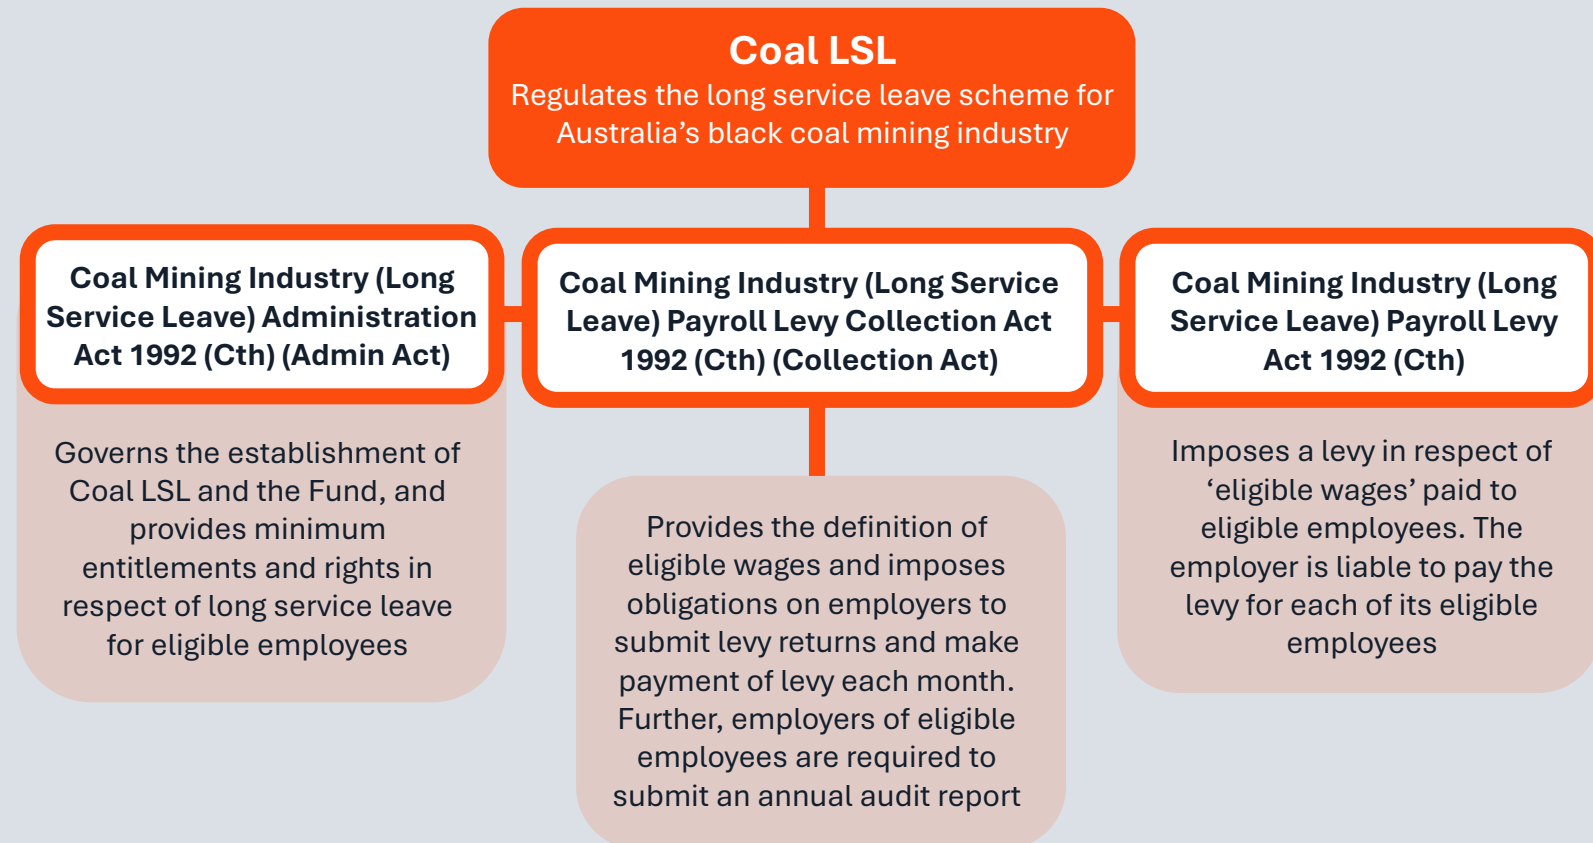 Coal LSL
Regulates the long service leave scheme for
Australia’s black coal mining industry
Coal Mining Industry (Long
Service Leave) Administration
Act 1992 (Cth) (Admin Act)
Governs the establishment of
Coal LSL and the Fund, and
provides minimum
entitlements and rights in
respect of long service leave
for eligible employees
Coal Mining Industry (Long Service
Leave) Payroll Levy Collection Act
1992 (Cth) (Collection Act)
Provides the definition of
eligible wages and imposes
obligations on employers to
submit levy returns and make
payment of levy each month.
Further, employers of eligible
employees are required to
submit an annual audit report
Coal Mining Industry (Long
Service Leave) Payroll Levy
Act 1992 (Cth)
Imposes a levy in respect of
‘eligible wages’ paid to
eligible employees. The
employer is liable to pay the
levy for each of its eligible
employees